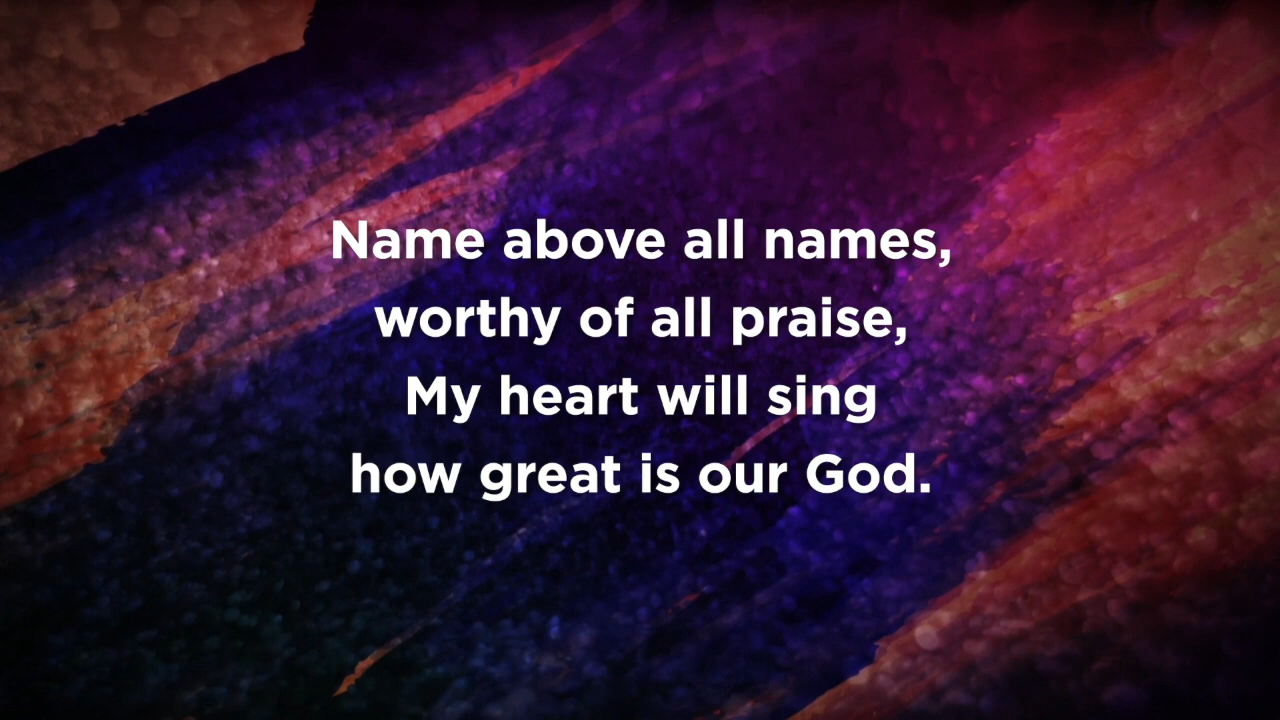 Name above all names,
worthy of all praise,
My heart will sing
how great is our God.